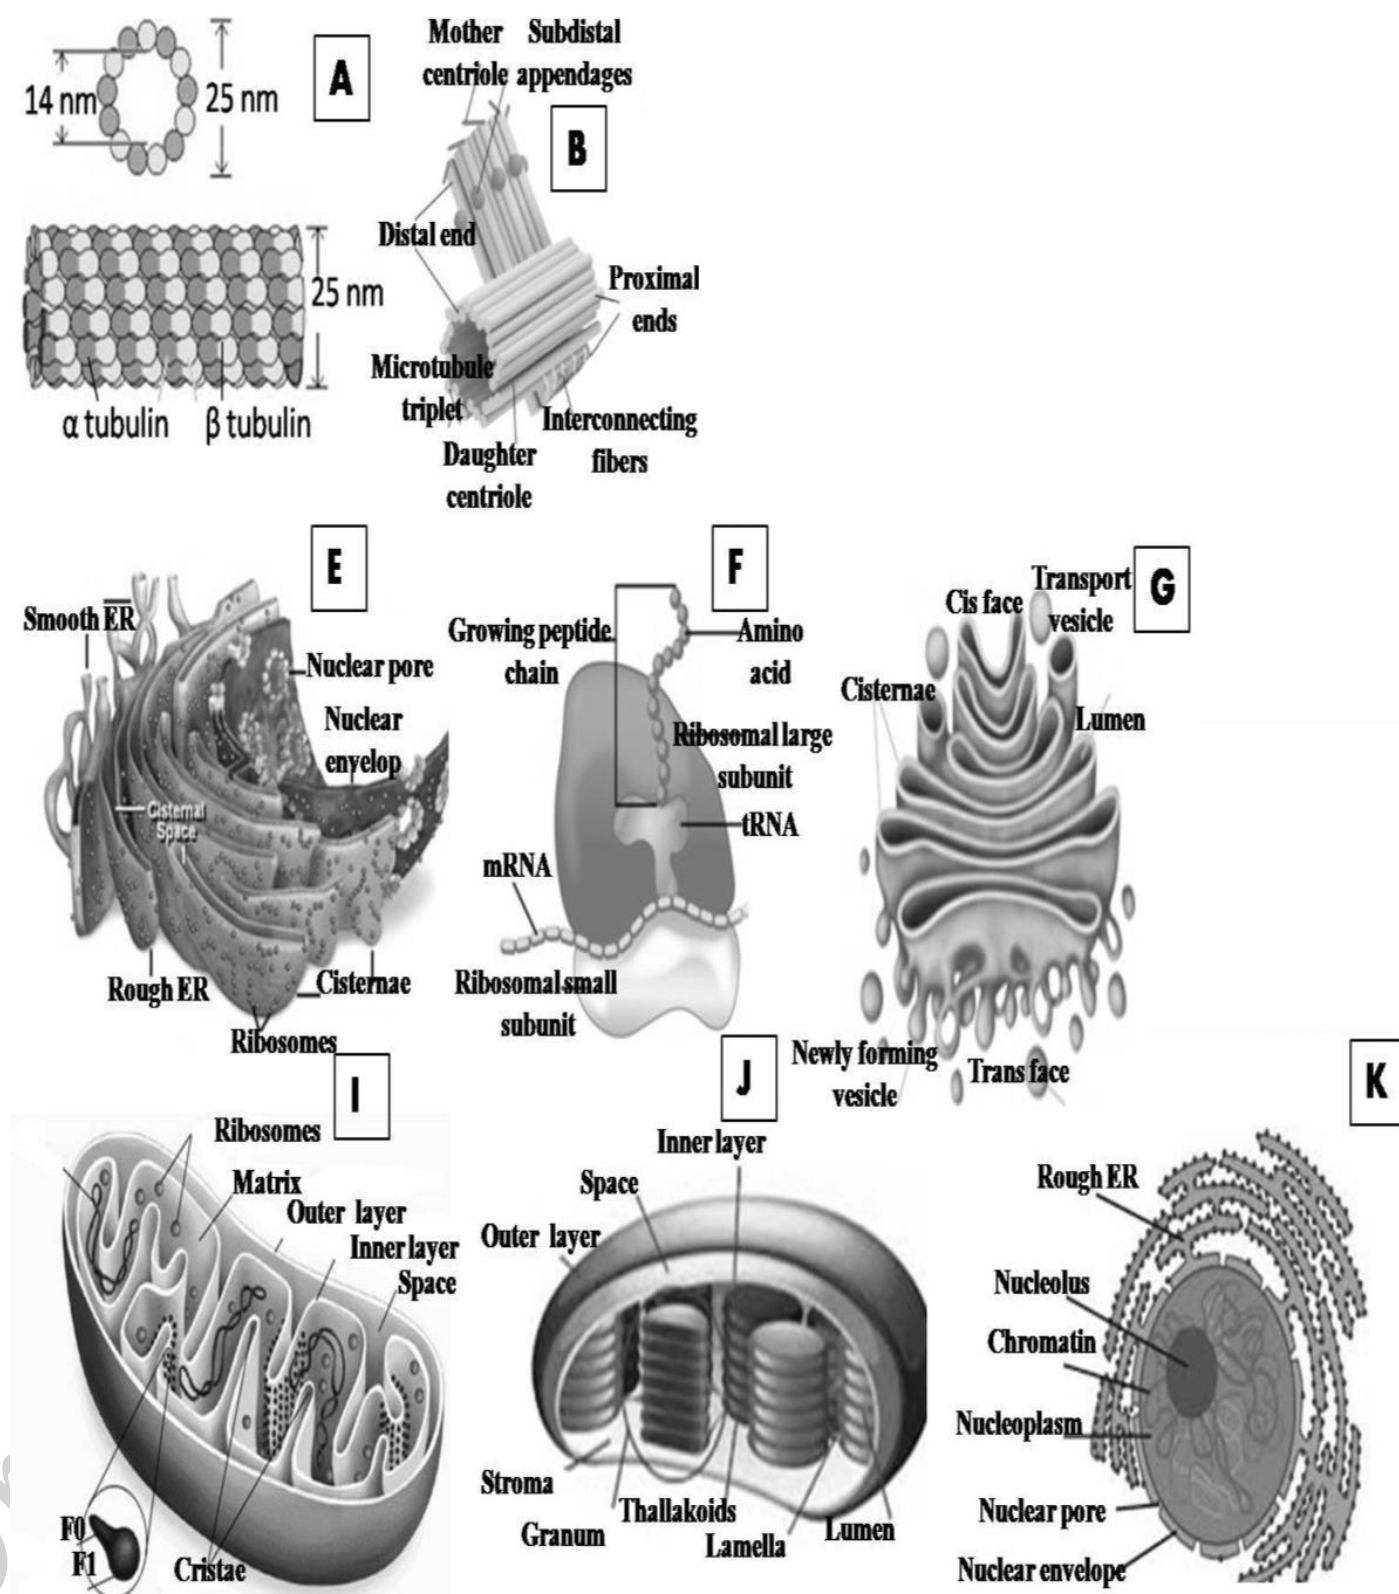 A
14 nm
25 nm
25 nm
α tubulin
β tubulin
Mother
centriole
Subdistal
appendages
B
Distal end
Proximal
ends
Microtubule
triplet
Interconnecting
fibers
Daughter
centriole
E
Smooth ER
Nuclear pore
Nuclear
envelop
Cisternal
Space
Rough ER
Cisternae
Ribosomes
F
Growing peptide
chain
Amino
acid
Ribosomal large
subunit
tRNA
mRNA
Ribosomal small
subunit
G
Cis face
Transport
vesicle
Cisternae
Lumen
Newly forming
vesicle
Trans face
I
Ribosomes
Matrix
Outer layer
Inner layer
Space
F0
F1
Cristae
J
Inner layer
Space
Outer layer
Stroma
Granum
Thallakoids
Lamella
Lumen
K
Rough ER
Nucleolus
Chromatin
Nucleoplasm
Nuclear pore
Nuclear envelope